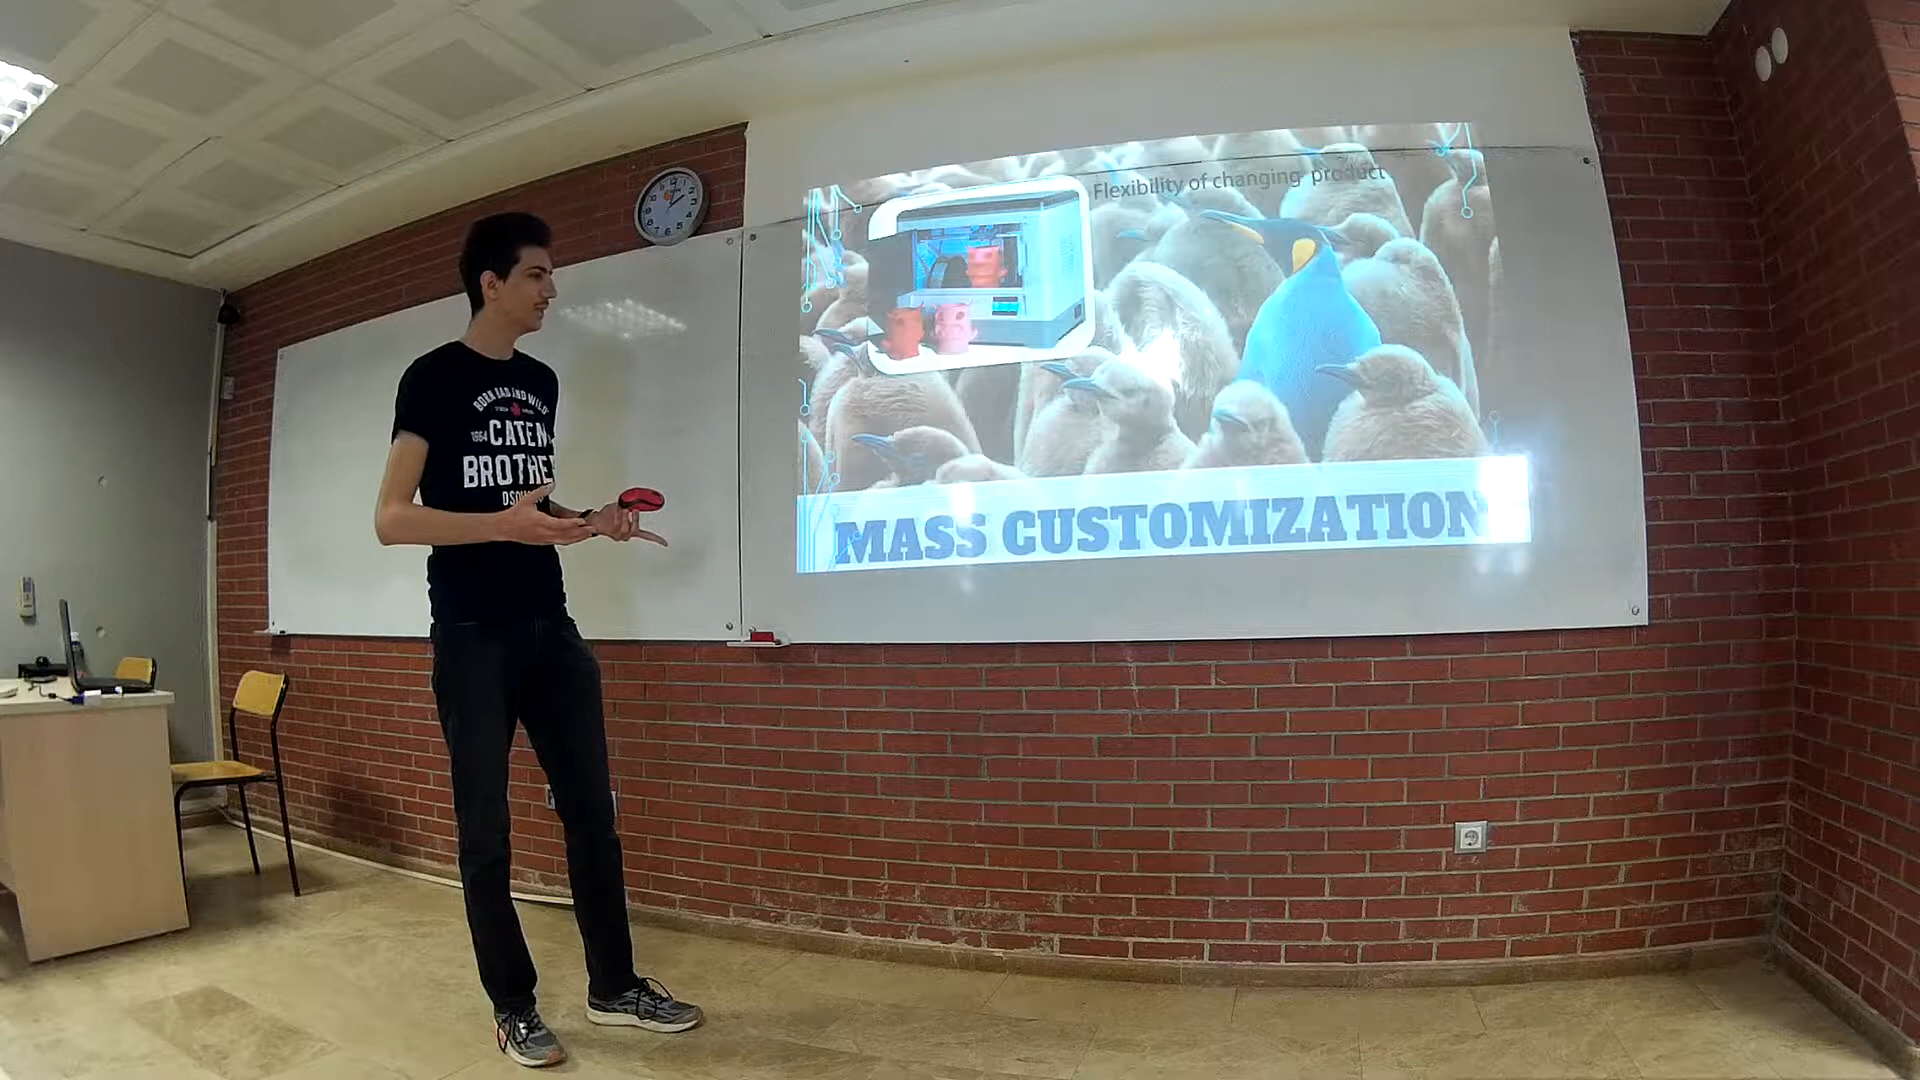 Flexibility of changing product
MASS CUSTOMIZATION
BORN BAD AND WILD
1964 CATEN
BROTHE